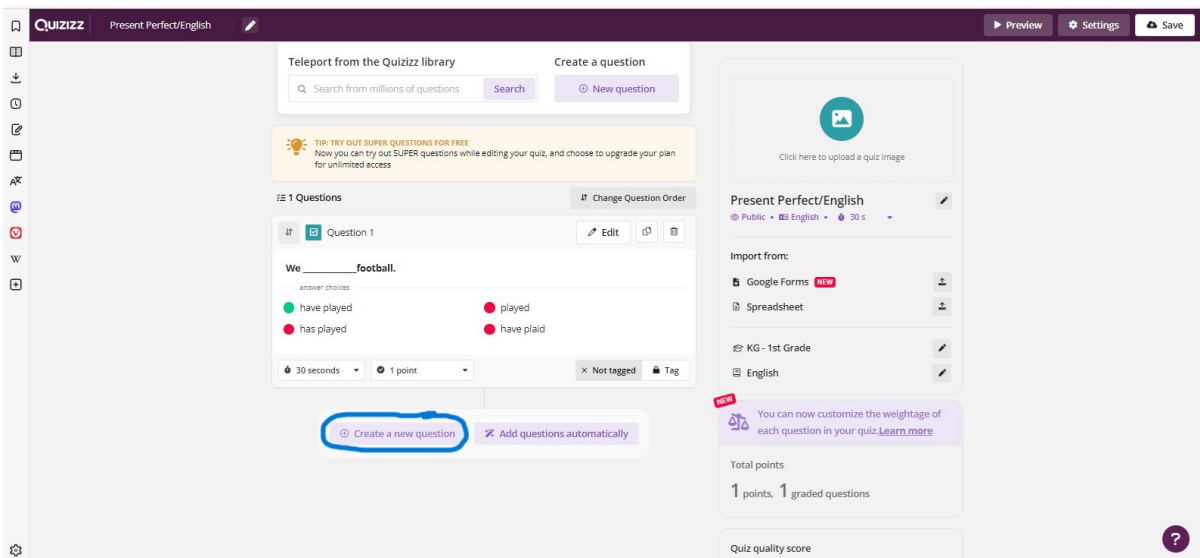 Quizizz
Present Perfect/English
Preview
Settings
Save
Teleport from the Quizizz library
Create a question
Search from millions of questions
Search
New question
TIP: TRY OUT SUPER QUESTIONS FOR FREE
Now you can try out SUPER questions while editing your quiz, and choose to upgrade your plan
for unlimited access
1 Questions
Change Question Order
Question 1
Edit
We ____________football.
answer choices
have played
played
has played
have plaid
30 seconds
1 point
× Not tagged
Tag
Create a new question
Add questions automatically
Click here to upload a quiz image
Present Perfect/English
Public • English • 30 s
Import from:
Google Forms NEW
Spreadsheet
KG - 1st Grade
English
NEW
You can now customize the weightage of
each question in your quiz.Learn more
Total points
1 points, 1 graded questions
Quiz quality score
?
W